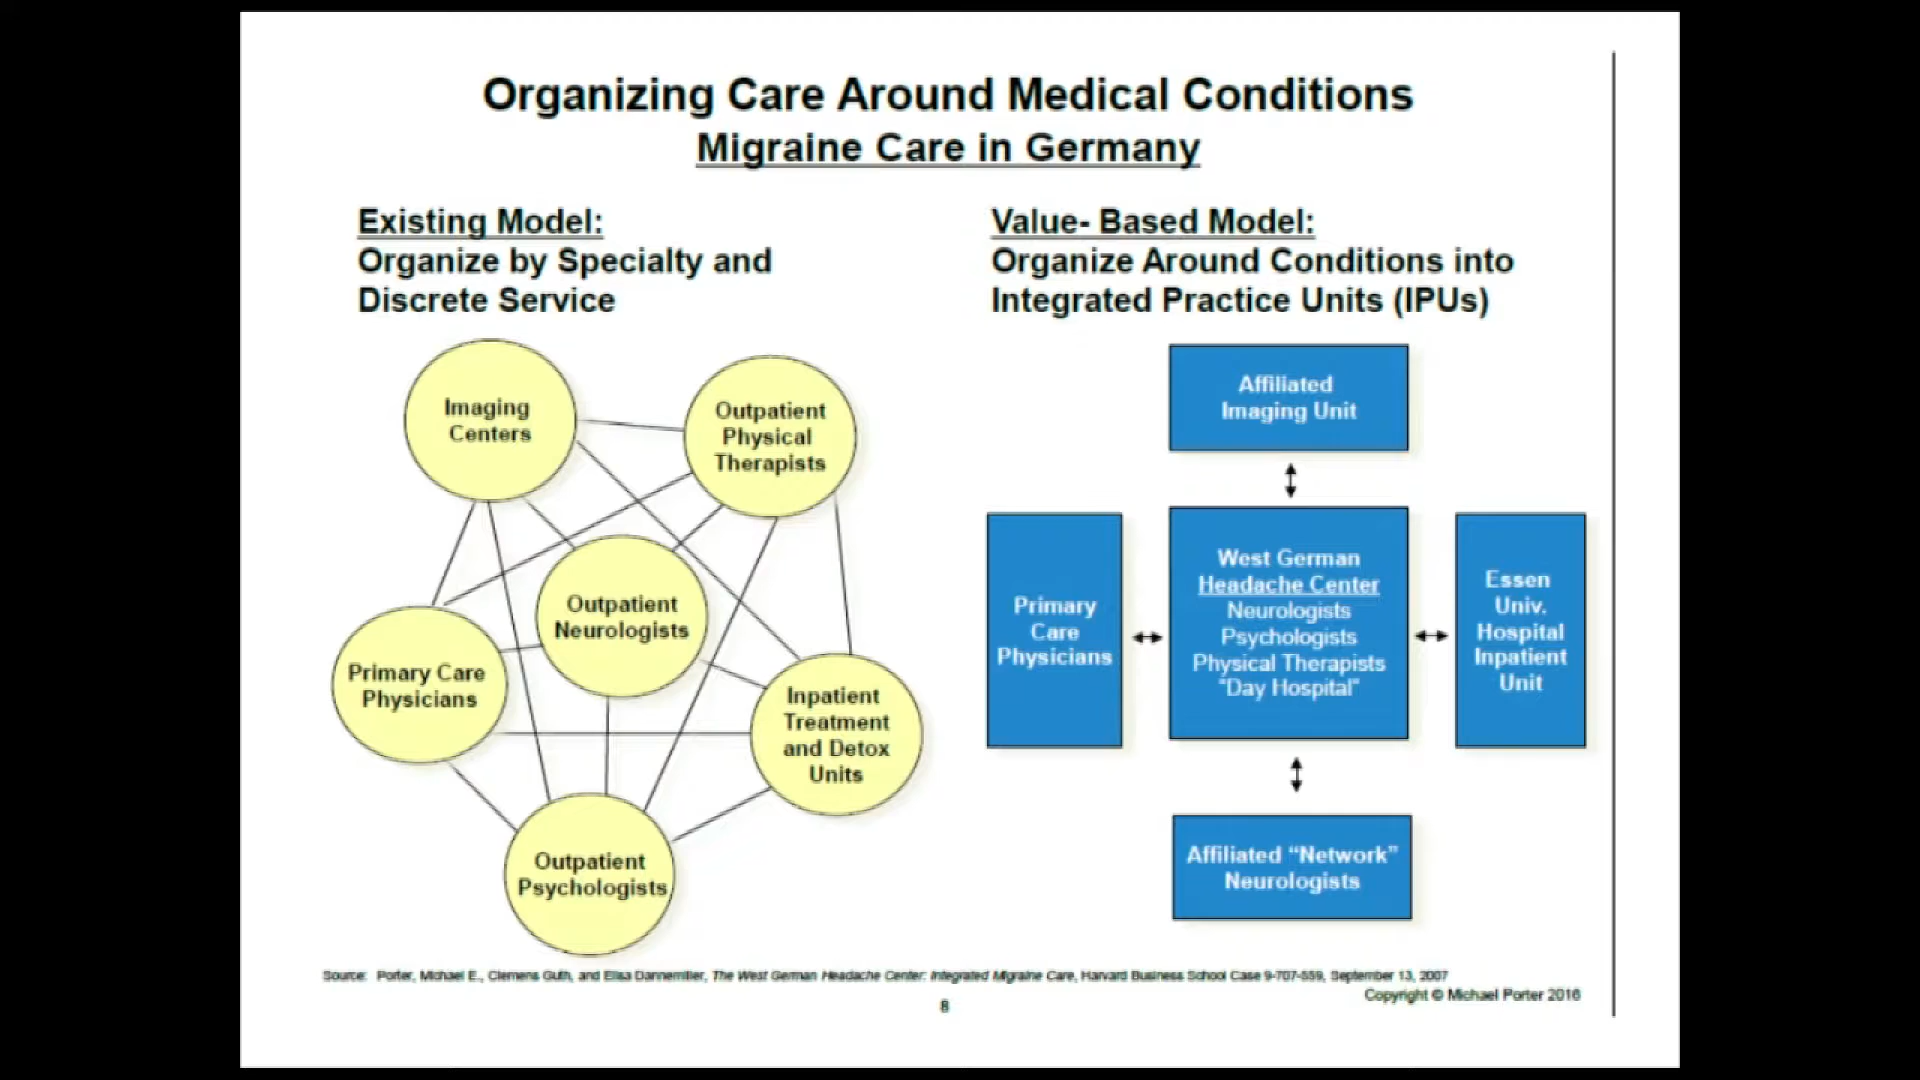 Organizing Care Around Medical Conditions
Migraine Care in Germany
Existing Model:
Organize by Specialty and
Discrete Service
Imaging
Centers
Outpatient
Physical
Therapists
Outpatient
Neurologists
Primary Care
Physicians
Inpatient
Treatment
and Detox
Units
Outpatient
Psychologists
Value- Based Model:
Organize Around Conditions into
Integrated Practice Units (IPUs)
Affiliated
Imaging Unit
Primary
Care
Physicians
West German
Headache Center
Neurologists
Psychologists
Physical Therapists
"Day Hospital"
Essen
Univ.
Hospital
Inpatient
Unit
Affiliated “Network”
Neurologists
Source: Porter, Michael E., Clemens Guth, and Elisa Dannemiller, The West German Headache Center: Integrated Migraine Care, Harvard Business School Case 9-707-559, September 13, 2007
Copyright © Michael Porter 2016
8